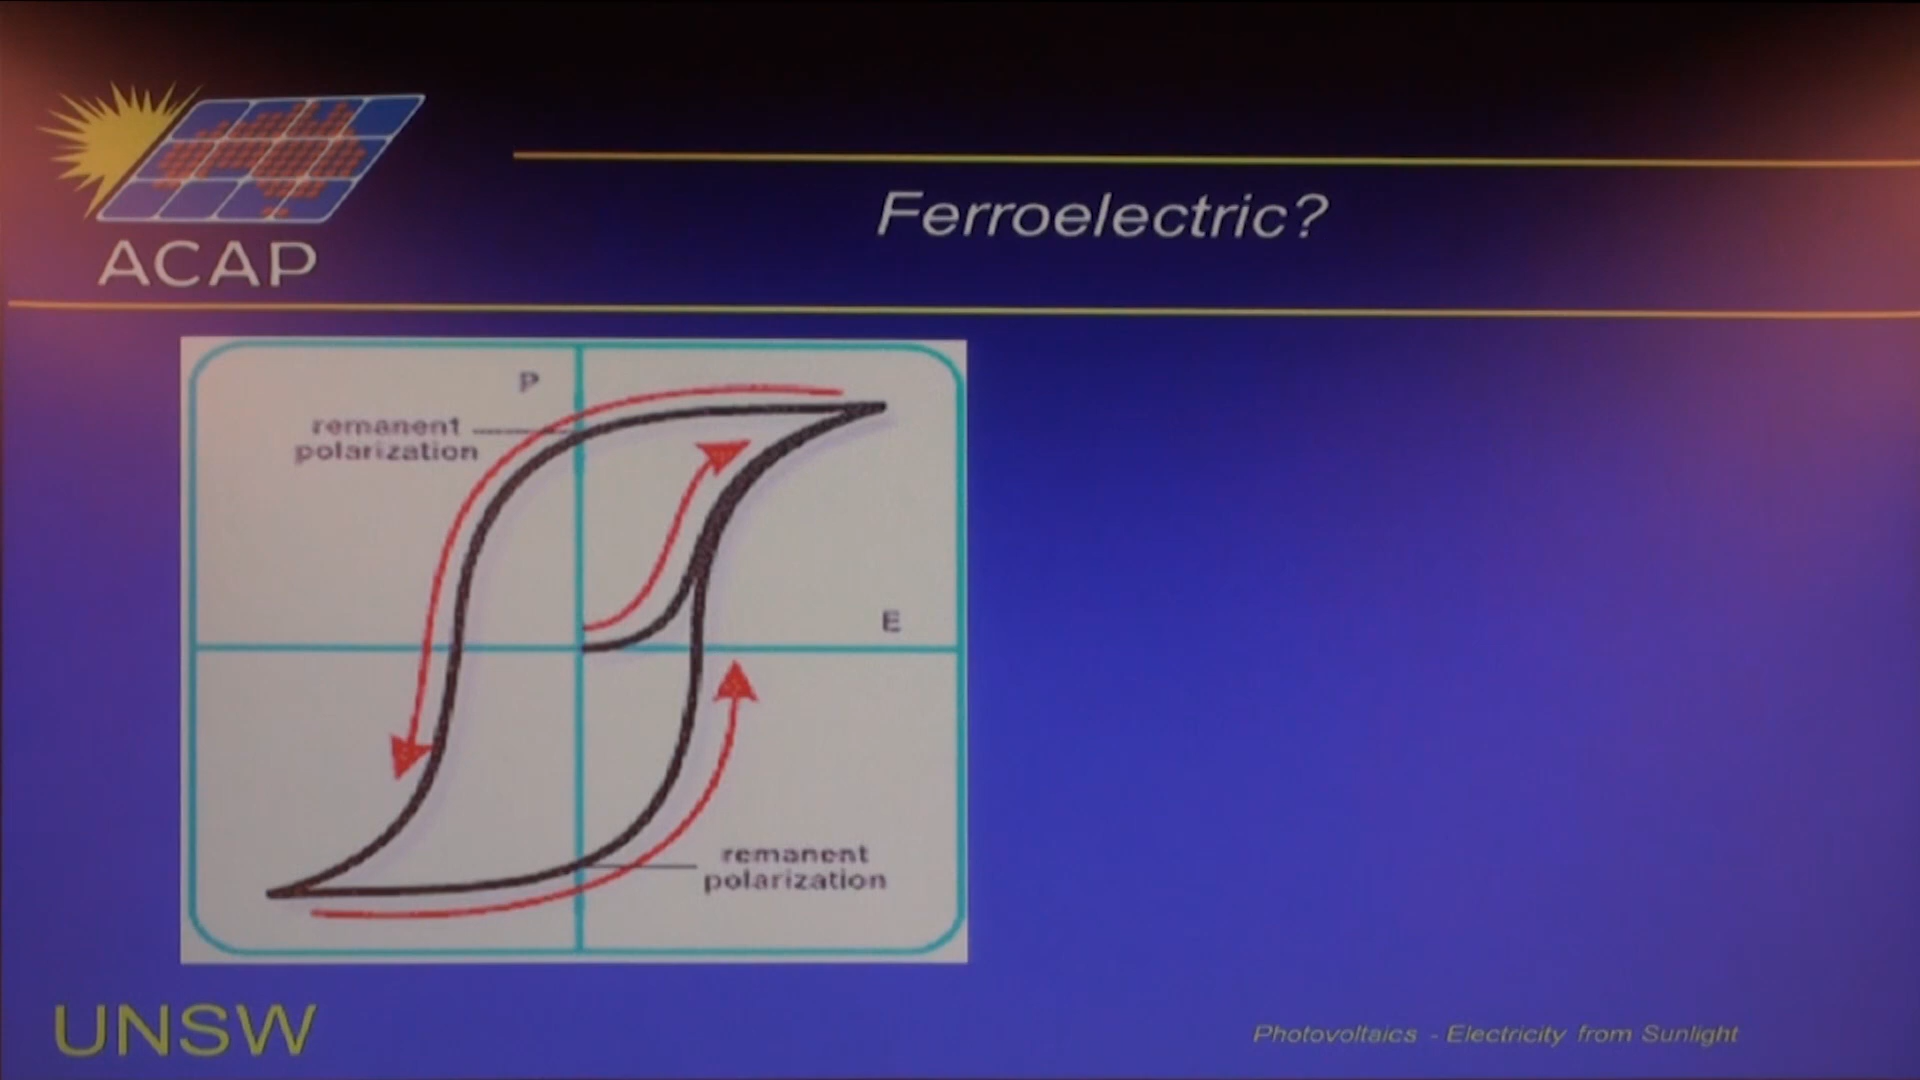 ACAP
Ferroelectric?
P
remanent
polarization
E
remanent
polarization
UNSW
Photovoltaics - Electricity from Sunlight